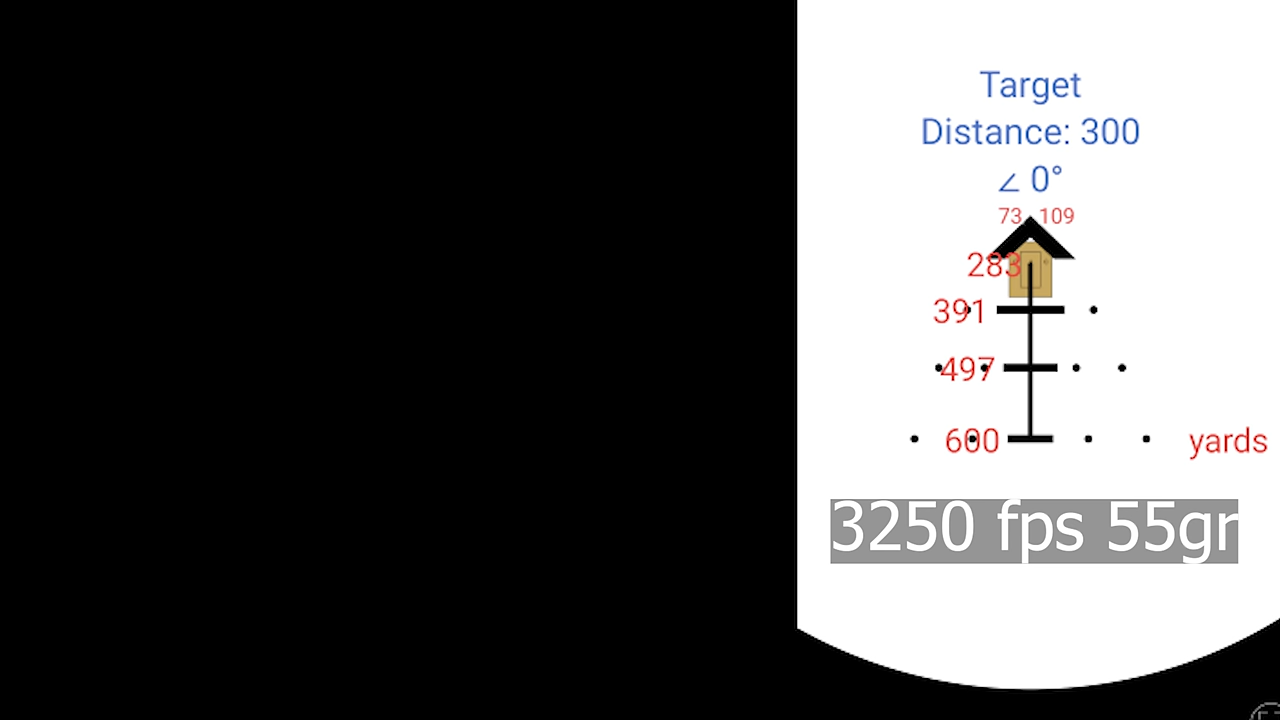 Target
Distance: 300
∠ 0°
73 109
283
391
497
600 yards
3250 fps 55gr